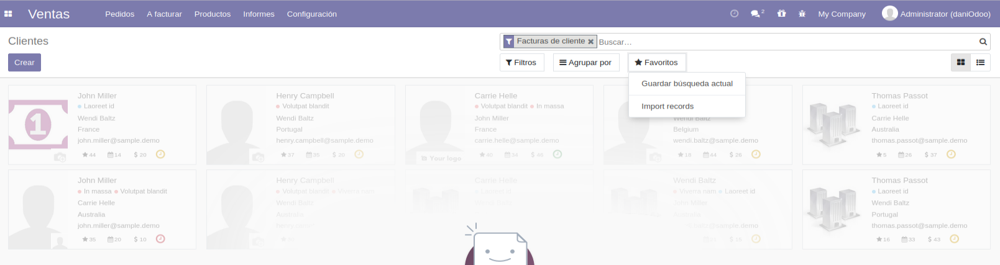 Ventas Pedidos A facturar Productos Informes Configuración 2 My Company Administrator (daniOdoo)
Clientes
Facturas de cliente Buscar...
Crear
Filtros Agrupar por Favoritos
Guardar búsqueda actual
Import records
John Miller
Laoreet id
Wendi Baltz
France
john.miller@sample.demo
44 14 $ 20
Henry Campbell
Volutpat blandit
Wendi Baltz
Portugal
henry.campbell@sample.demo
37 35 $ 20
Carrie Helle
Volutpat blandit In massa
John Miller
France
carrie.helle@sample.demo
Your logo
40 34 $ 46
Wendi Baltz
Belgium
wendi.baltz@sample.demo
18 44 $ 26
Thomas Passot
Laoreet id
Carrie Helle
Australia
thomas.passot@sample.demo
5 26 $ 37
John Miller
In massa Volutpat blandit
Carrie Helle
Australia
john.miller@sample.demo
35 20 $ 10
Henry Campbell
Volutpat blandit Viverra nam
Wendi Baltz
Australia
Carrie Helle
Laoreet id
Wendi Baltz
Viverra nam Laoreet id
John Miller
Australia
baltz@sample.demo
$ 15
Thomas Passot
Laoreet id
Wendi Baltz
Portugal
thomas.passot@sample.demo
16 33 $ 43